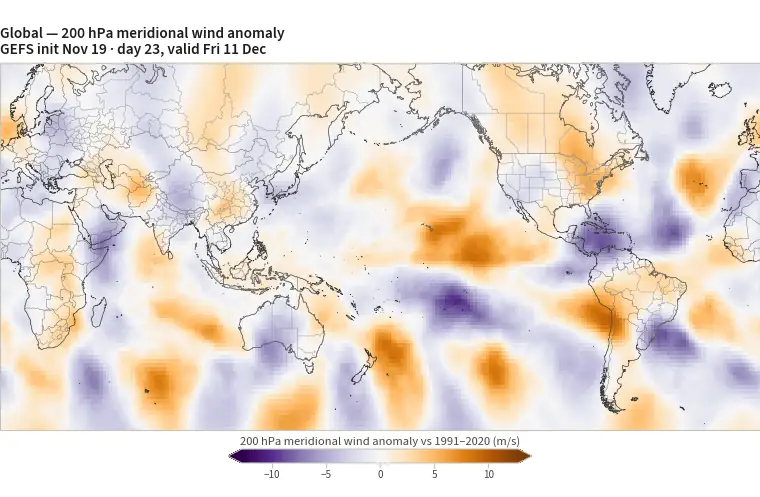 Global — 200 hPa meridional wind anomaly
GEFS init Nov 19 · day 23, valid Fri 11 Dec
200 hPa meridional wind anomaly vs 1991–2020 (m/s)
−10 −5 0 5 10